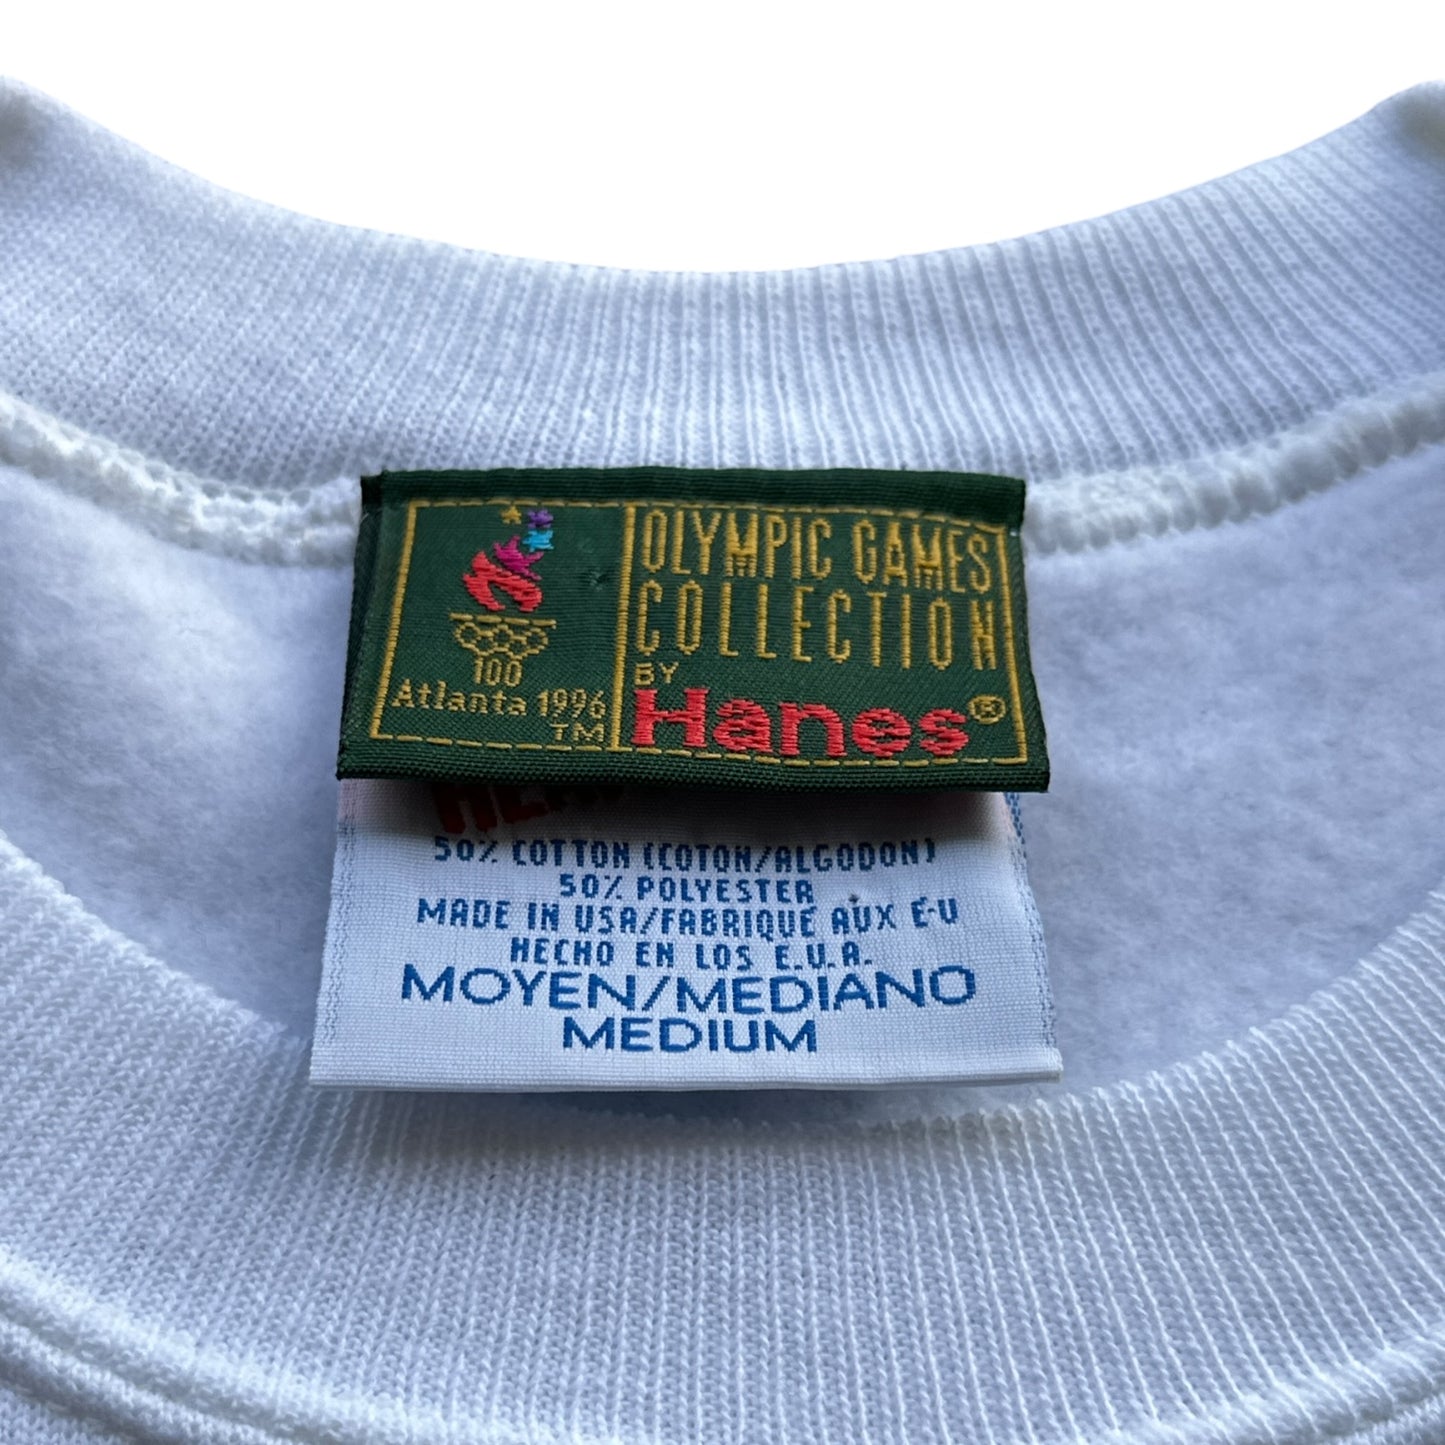 OLYMPIC GAMES
COLLECTION
BY
Hanes®
100
Atlanta 1996
TM
50% COTTON (COTON/ALGODON)
50% POLYESTER
MADE IN USA/FABRIQUÉ AUX É-U
HECHO EN LOS E.U.A.
MOYEN/MEDIANO
MEDIUM